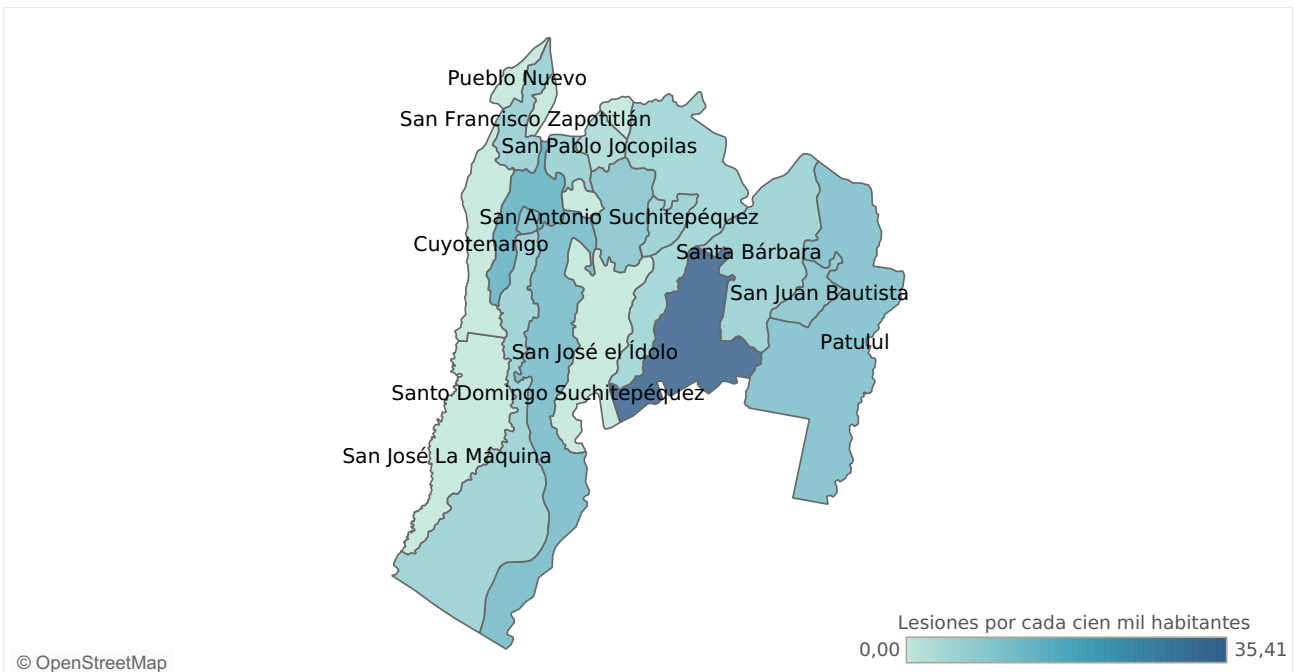 Pueblo Nuevo
San Francisco Zapotitlán
San Pablo Jocopilas
San Antonio Suchitepéquez
Cuyotenango
Santa Bárbara
San Juan Bautista
Patulul
San José el Ídolo
Santo Domingo Suchitepéquez
San José La Máquina
Lesiones por cada cien mil habitantes
0,00 35,41
© OpenStreetMap